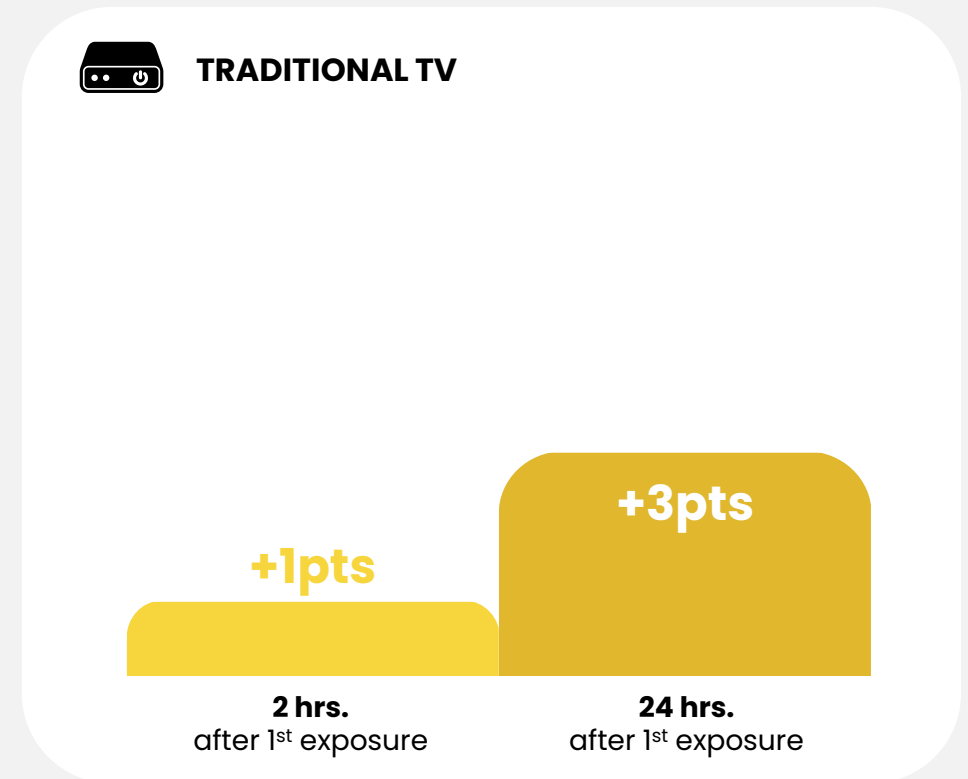 TRADITIONAL TV
+1pts
+3pts
2 hrs.
after 1st exposure
24 hrs.
after 1st exposure